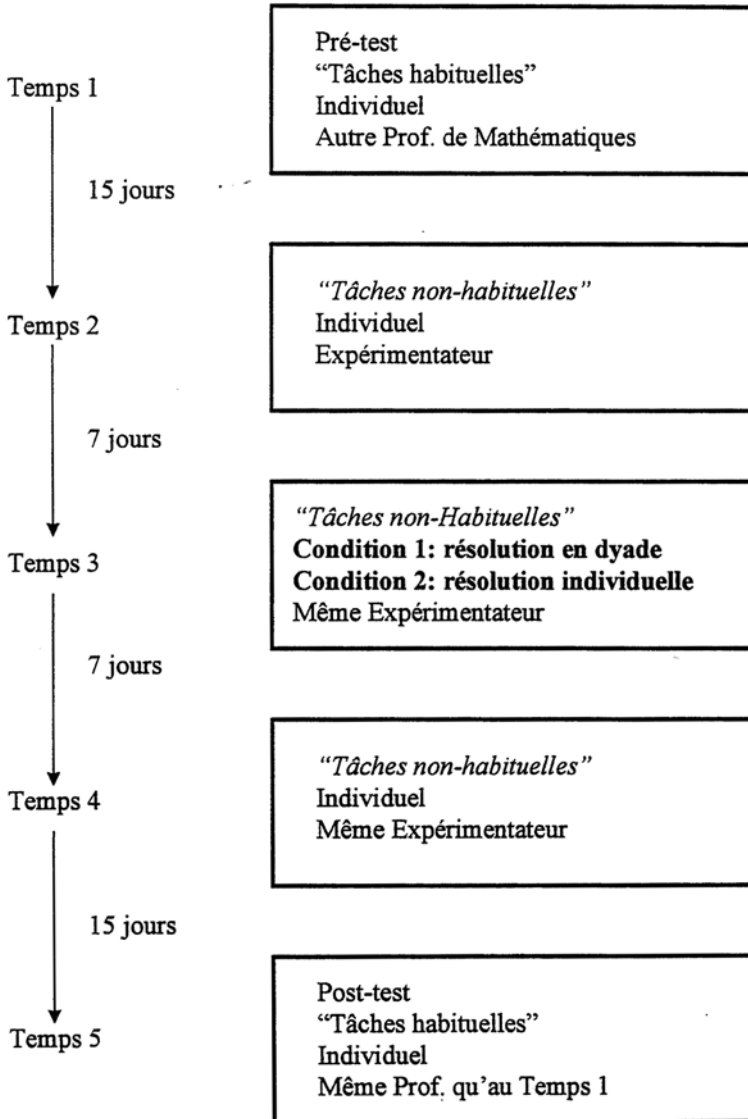 Pré-test
“Tâches habituelles”
Temps 1
Individuel
Autre Prof. de Mathématiques
15 jours
“Tâches non-habituelles”
Temps 2
Individuel
Expérimentateur
7 jours
“Tâches non-Habituelles”
Condition 1: résolution en dyade
Temps 3
Condition 2: résolution individuelle
Même Expérimentateur
7 jours
“Tâches non-habituelles”
Temps 4
Individuel
Même Expérimentateur
15 jours
Post-test
“Tâches habituelles”
Temps 5
Individuel
Même Prof. qu’au Temps 1